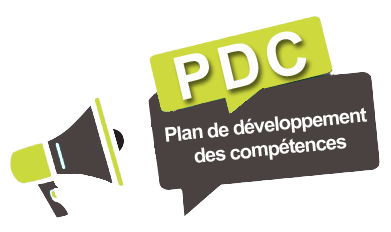 PDC
Plan de développement
des compétences